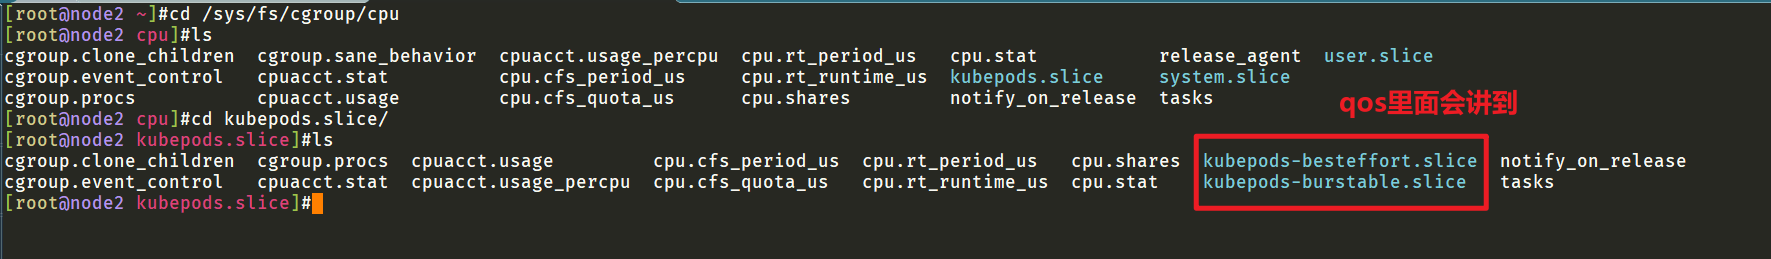 [root@node2 ~]#cd /sys/fs/cgroup/cpu
[root@node2 cpu]#ls
cgroup.clone_children  cgroup.sane_behavior  cpuacct.usage_percpu  cpu.rt_period_us   cpu.stat           release_agent  user.slice
cgroup.event_control   cpuacct.stat          cpu.cfs_period_us     cpu.rt_runtime_us  kubepods.slice     system.slice
cgroup.procs           cpuacct.usage         cpu.cfs_quota_us      cpu.shares         notify_on_release  tasks
qos里面会讲到
[root@node2 cpu]#cd kubepods.slice/
[root@node2 kubepods.slice]#ls
cgroup.clone_children  cgroup.procs  cpuacct.usage         cpu.cfs_period_us  cpu.rt_period_us   cpu.shares  kubepods-besteffort.slice  notify_on_release
cgroup.event_control   cpuacct.stat  cpuacct.usage_percpu  cpu.cfs_quota_us   cpu.rt_runtime_us  cpu.stat    kubepods-burstable.slice   tasks
[root@node2 kubepods.slice]#